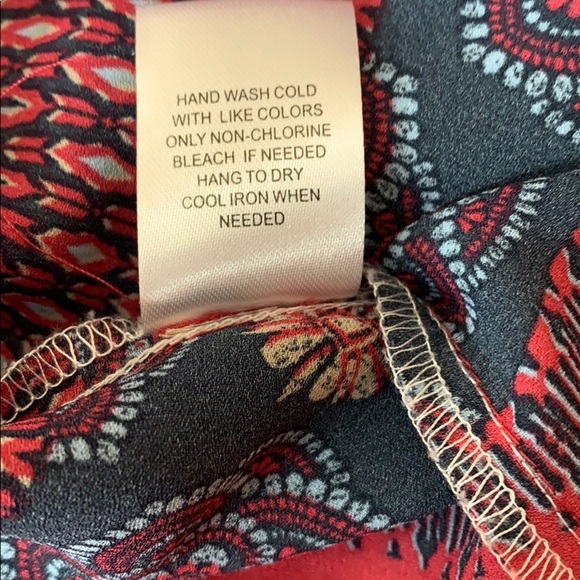 HAND WASH COLD
WITH LIKE COLORS
ONLY NON-CHLORINE
BLEACH IF NEEDED
HANG TO DRY
COOL IRON WHEN
NEEDED